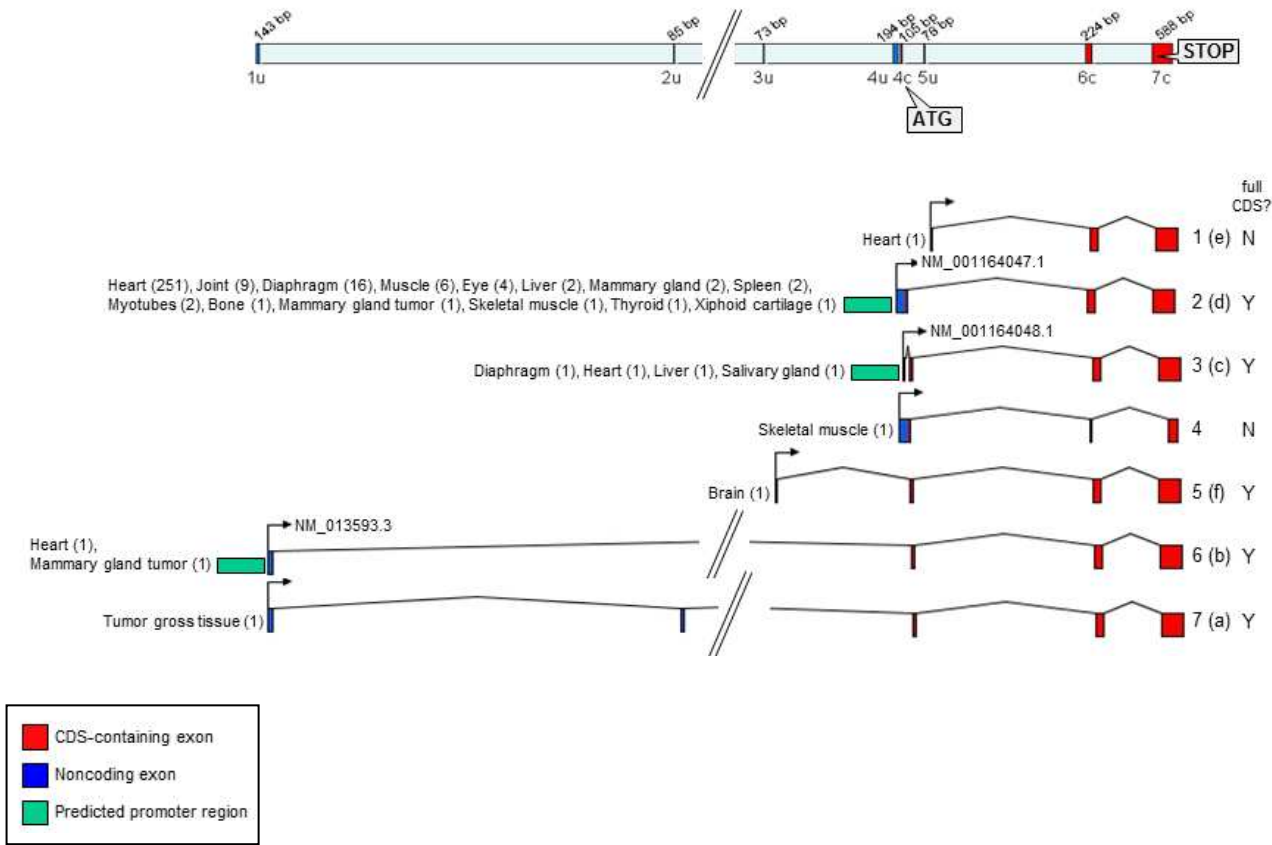 143 bp
85 bp
73 bp
194 bp
105 bp
78 bp
224 bp
588 bp
STOP
1u
2u
3u
4u
4c
5u
6c
7c
ATG
full
CDS?
Heart (1)
1 (e)
N
NM_001164047.1
Heart (251), Joint (9), Diaphragm (16), Muscle (6), Eye (4), Liver (2), Mammary gland (2), Spleen (2),
Myotubes (2), Bone (1), Mammary gland tumor (1), Skeletal muscle (1), Thyroid (1), Xiphoid cartilage (1)
2 (d)
Y
NM_001164048.1
Diaphragm (1), Heart (1), Liver (1), Salivary gland (1)
3 (c)
Y
Skeletal muscle (1)
4
N
Brain (1)
5 (f)
Y
NM_013593.3
Heart (1),
Mammary gland tumor (1)
6 (b)
Y
Tumor gross tissue (1)
7 (a)
Y
CDS-containing exon
Noncoding exon
Predicted promoter region